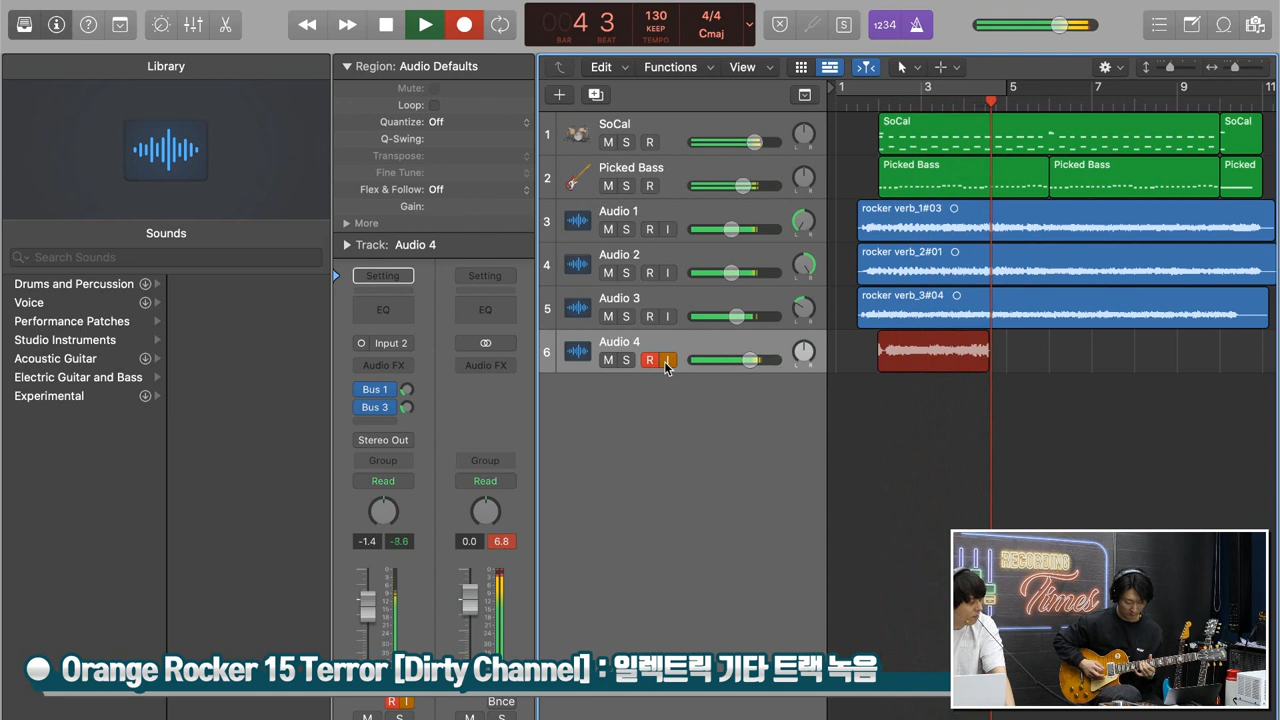 4 3
BAR BEAT
130
KEEP
TEMPO
4/4
Cmaj
S
1234
Library
Region: Audio Defaults
Mute:
Loop:
Quantize: Off
Q-Swing:
Transpose:
Fine Tune:
Flex & Follow: Off
Gain:
More
Track: Audio 4
Sounds
Search Sounds
Drums and Percussion
Voice
Performance Patches
Studio Instruments
Acoustic Guitar
Electric Guitar and Bass
Experimental
Setting Setting
EQ EQ
Input 2
Audio FX Audio FX
Bus 1
Bus 3
Stereo Out
Group Group
Read Read
-1.4 -8.6 0.0 6.8
R I Bnce
M S M
Edit Functions View
1 3 5 7 9 11
1 SoCal
M S R
2 Picked Bass
M S R
3 Audio 1
M S R I
4 Audio 2
M S R I
5 Audio 3
M S R I
6 Audio 4
M S R I
SoCal SoCal
Picked Bass Picked Bass Picked
rocker verb_1#03
rocker verb_2#01
rocker verb_3#04
RECORDING
Times
Orange Rocker 15 Terror [Dirty Channel] : 일렉트릭 기타 트랙 녹음